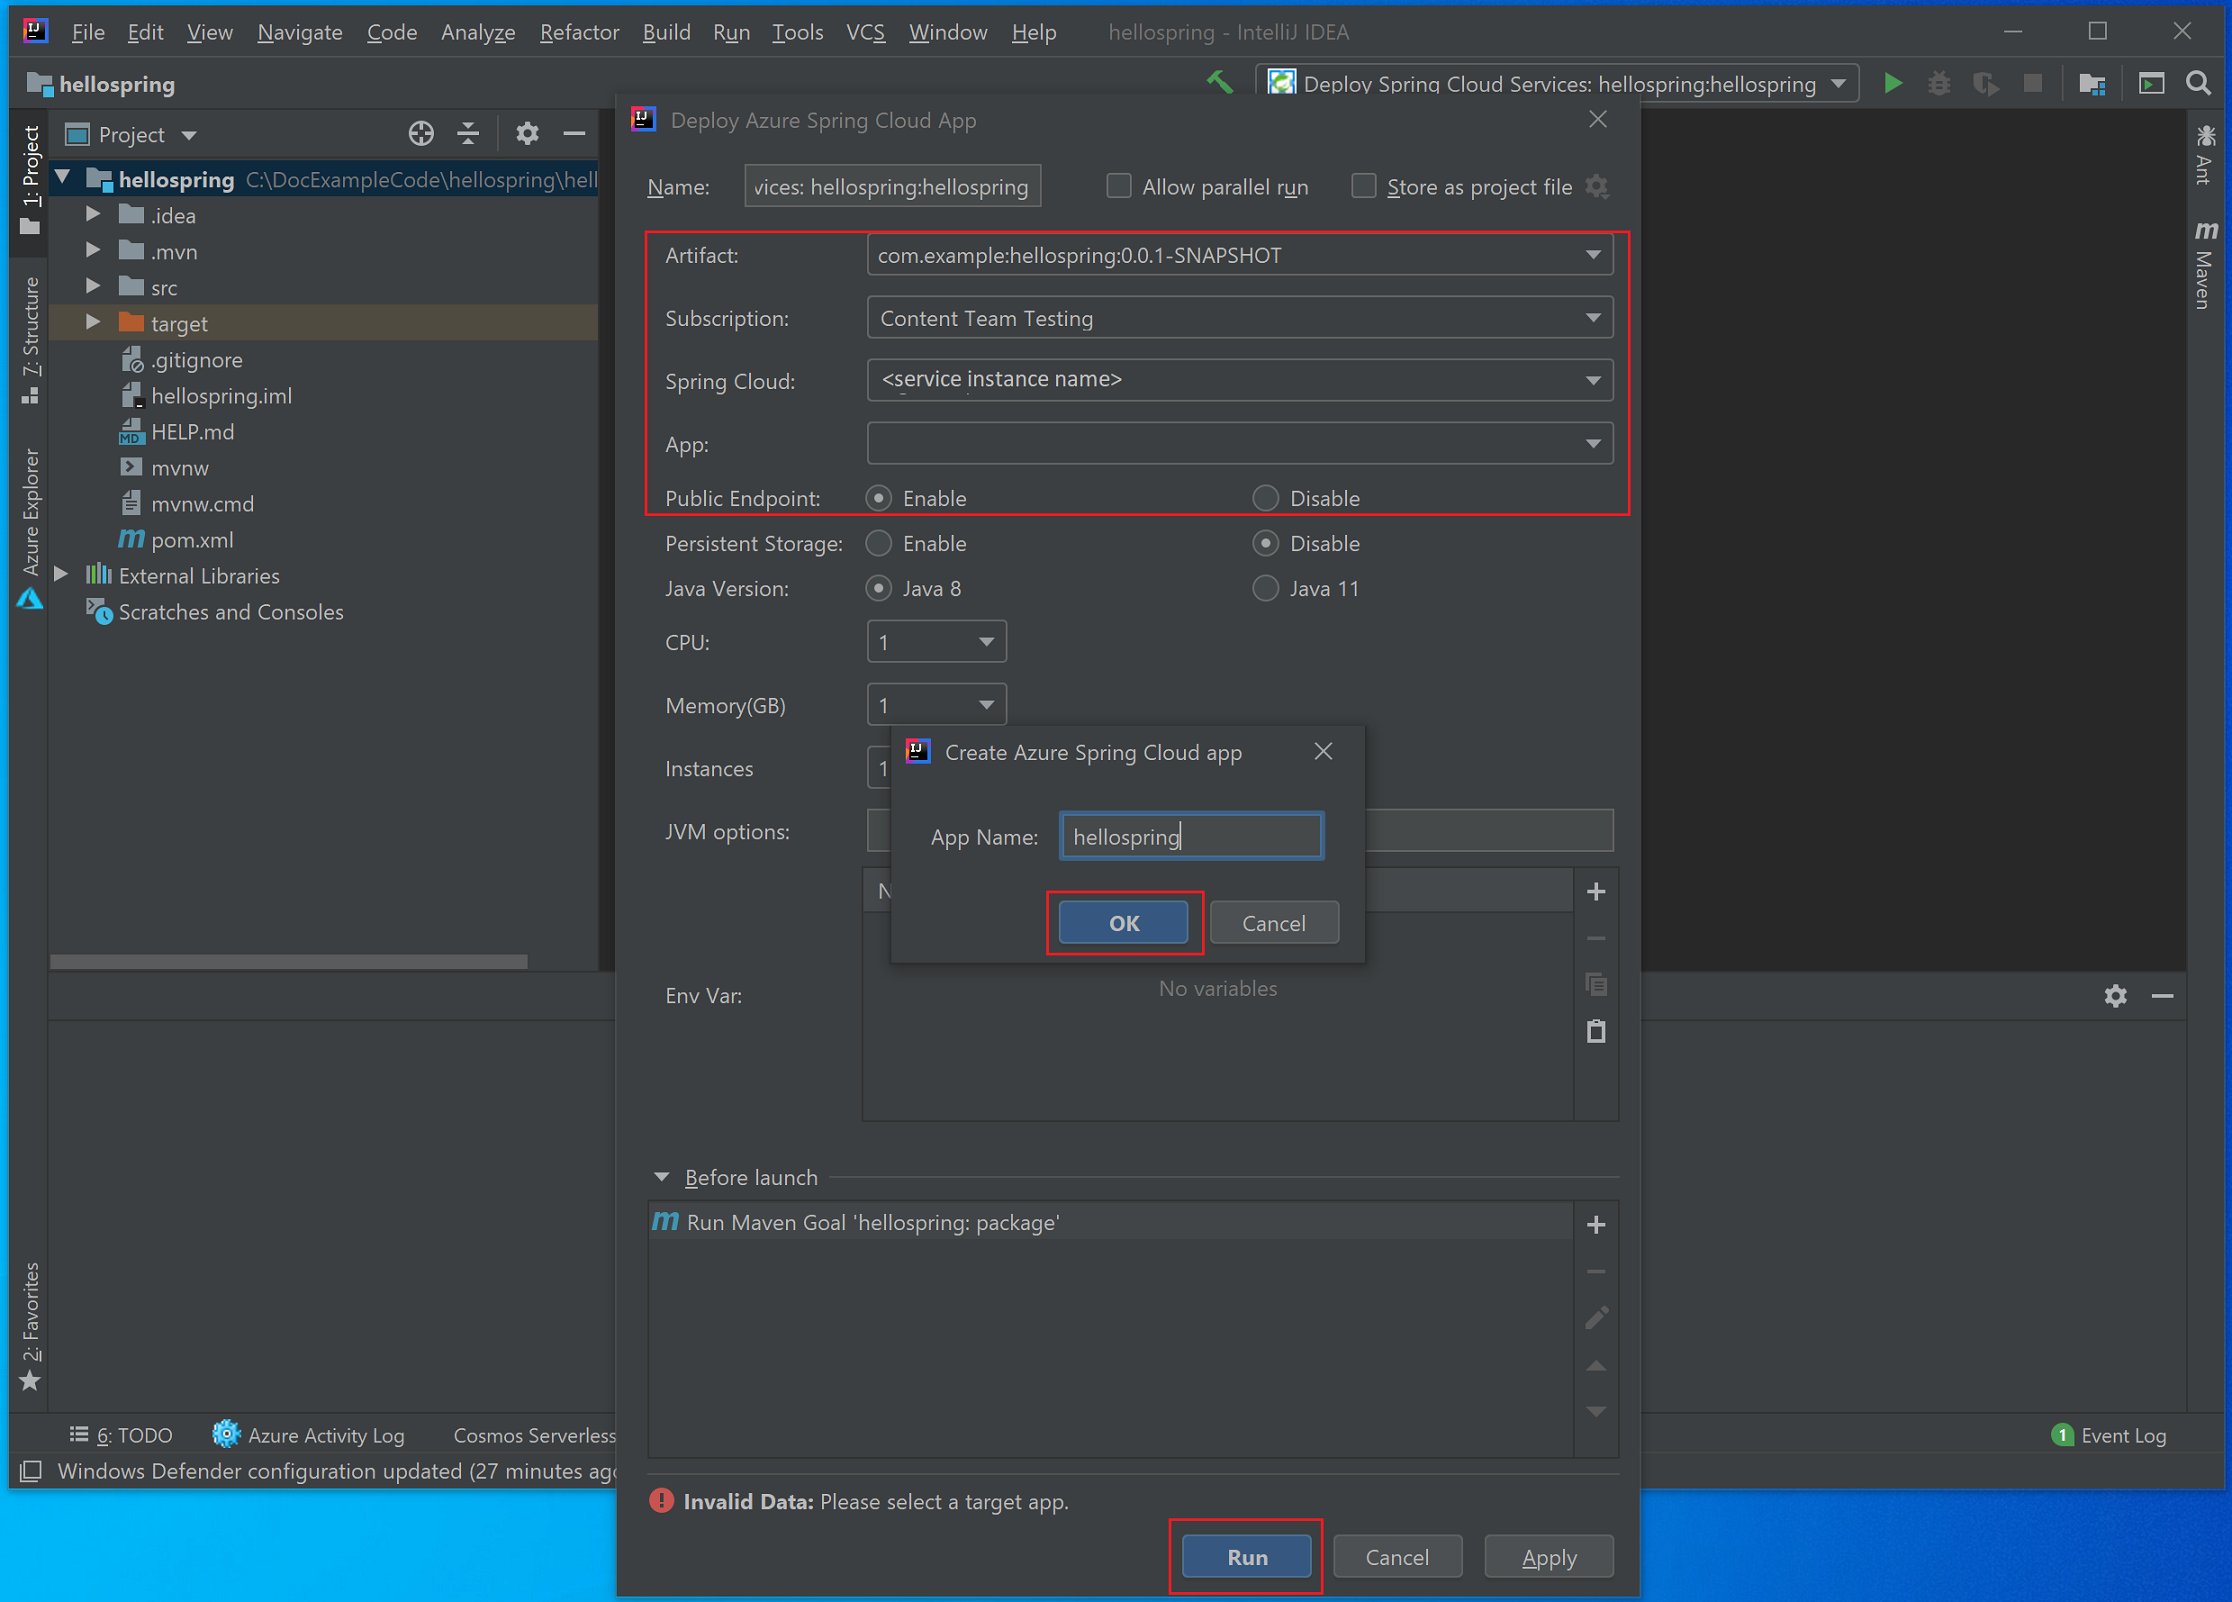 File Edit View Navigate Code Analyze Refactor Build Run Tools VCS Window Help hellospring - IntelliJ IDEA
hellospring
Deploy Spring Cloud Services: hellospring:hellospring
1: Project
7: Structure
Azure Explorer
2: Favorites
Project
hellospring C:\DocExampleCode\hellospring\hell
.idea
.mvn
src
target
.gitignore
hellospring.iml
MD HELP.md
mvnw
mvnw.cmd
m pom.xml
External Libraries
Scratches and Consoles
Deploy Azure Spring Cloud App
Name: vices: hellospring:hellospring Allow parallel run Store as project file
Artifact: com.example:hellospring:0.0.1-SNAPSHOT
Subscription: Content Team Testing
Spring Cloud: <service instance name>
App:
Public Endpoint: Enable Disable
Persistent Storage: Enable Disable
Java Version: Java 8 Java 11
CPU: 1
Memory(GB) 1
Instances 1
JVM options:
N
Env Var:
No variables
Create Azure Spring Cloud app
App Name: hellospring
OK Cancel
Before launch
m Run Maven Goal 'hellospring: package'
Invalid Data: Please select a target app.
Run Cancel Apply
Ant
m Maven
6: TODO Azure Activity Log Cosmos Serverless
1 Event Log
Windows Defender configuration updated (27 minutes ago